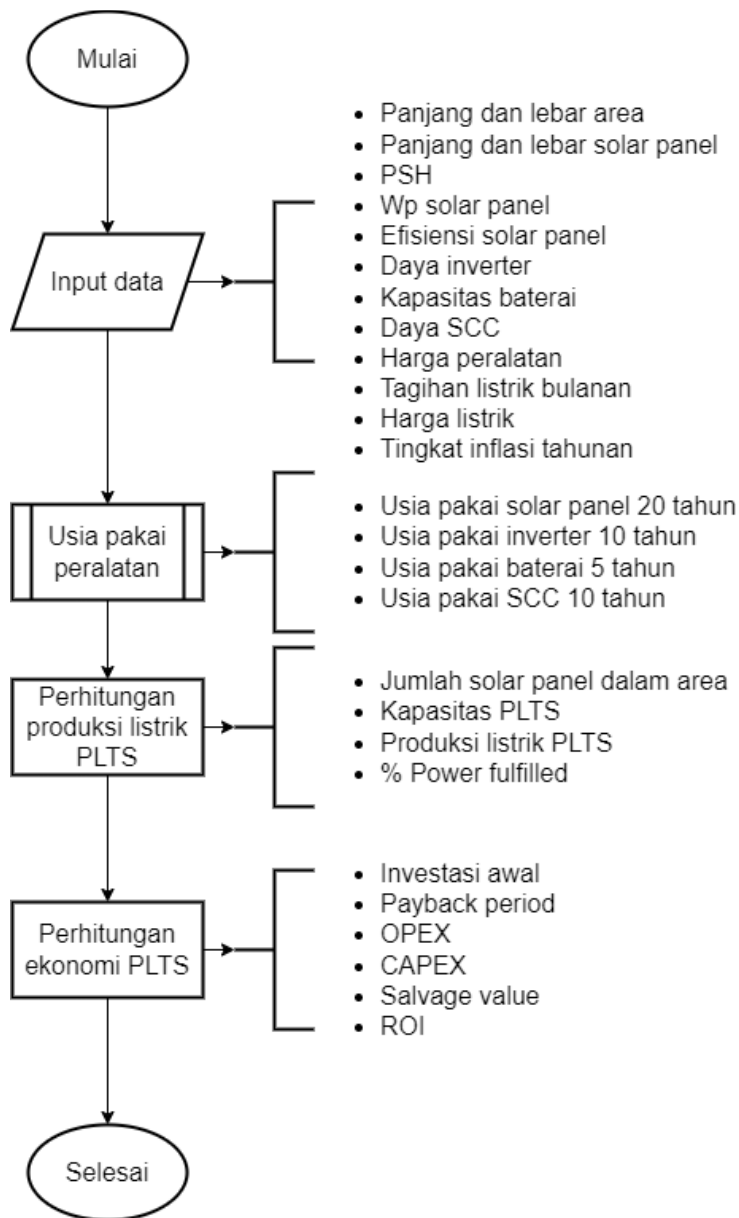 Mulai
Input data
• Panjang dan lebar area
• Panjang dan lebar solar panel
• PSH
• Wp solar panel
• Efisiensi solar panel
• Daya inverter
• Kapasitas baterai
• Daya SCC
• Harga peralatan
• Tagihan listrik bulanan
• Harga listrik
• Tingkat inflasi tahunan
Usia pakai
peralatan
• Usia pakai solar panel 20 tahun
• Usia pakai inverter 10 tahun
• Usia pakai baterai 5 tahun
• Usia pakai SCC 10 tahun
Perhitungan
produksi listrik
PLTS
• Jumlah solar panel dalam area
• Kapasitas PLTS
• Produksi listrik PLTS
• % Power fulfilled
Perhitungan
ekonomi PLTS
• Investasi awal
• Payback period
• OPEX
• CAPEX
• Salvage value
• ROI
Selesai